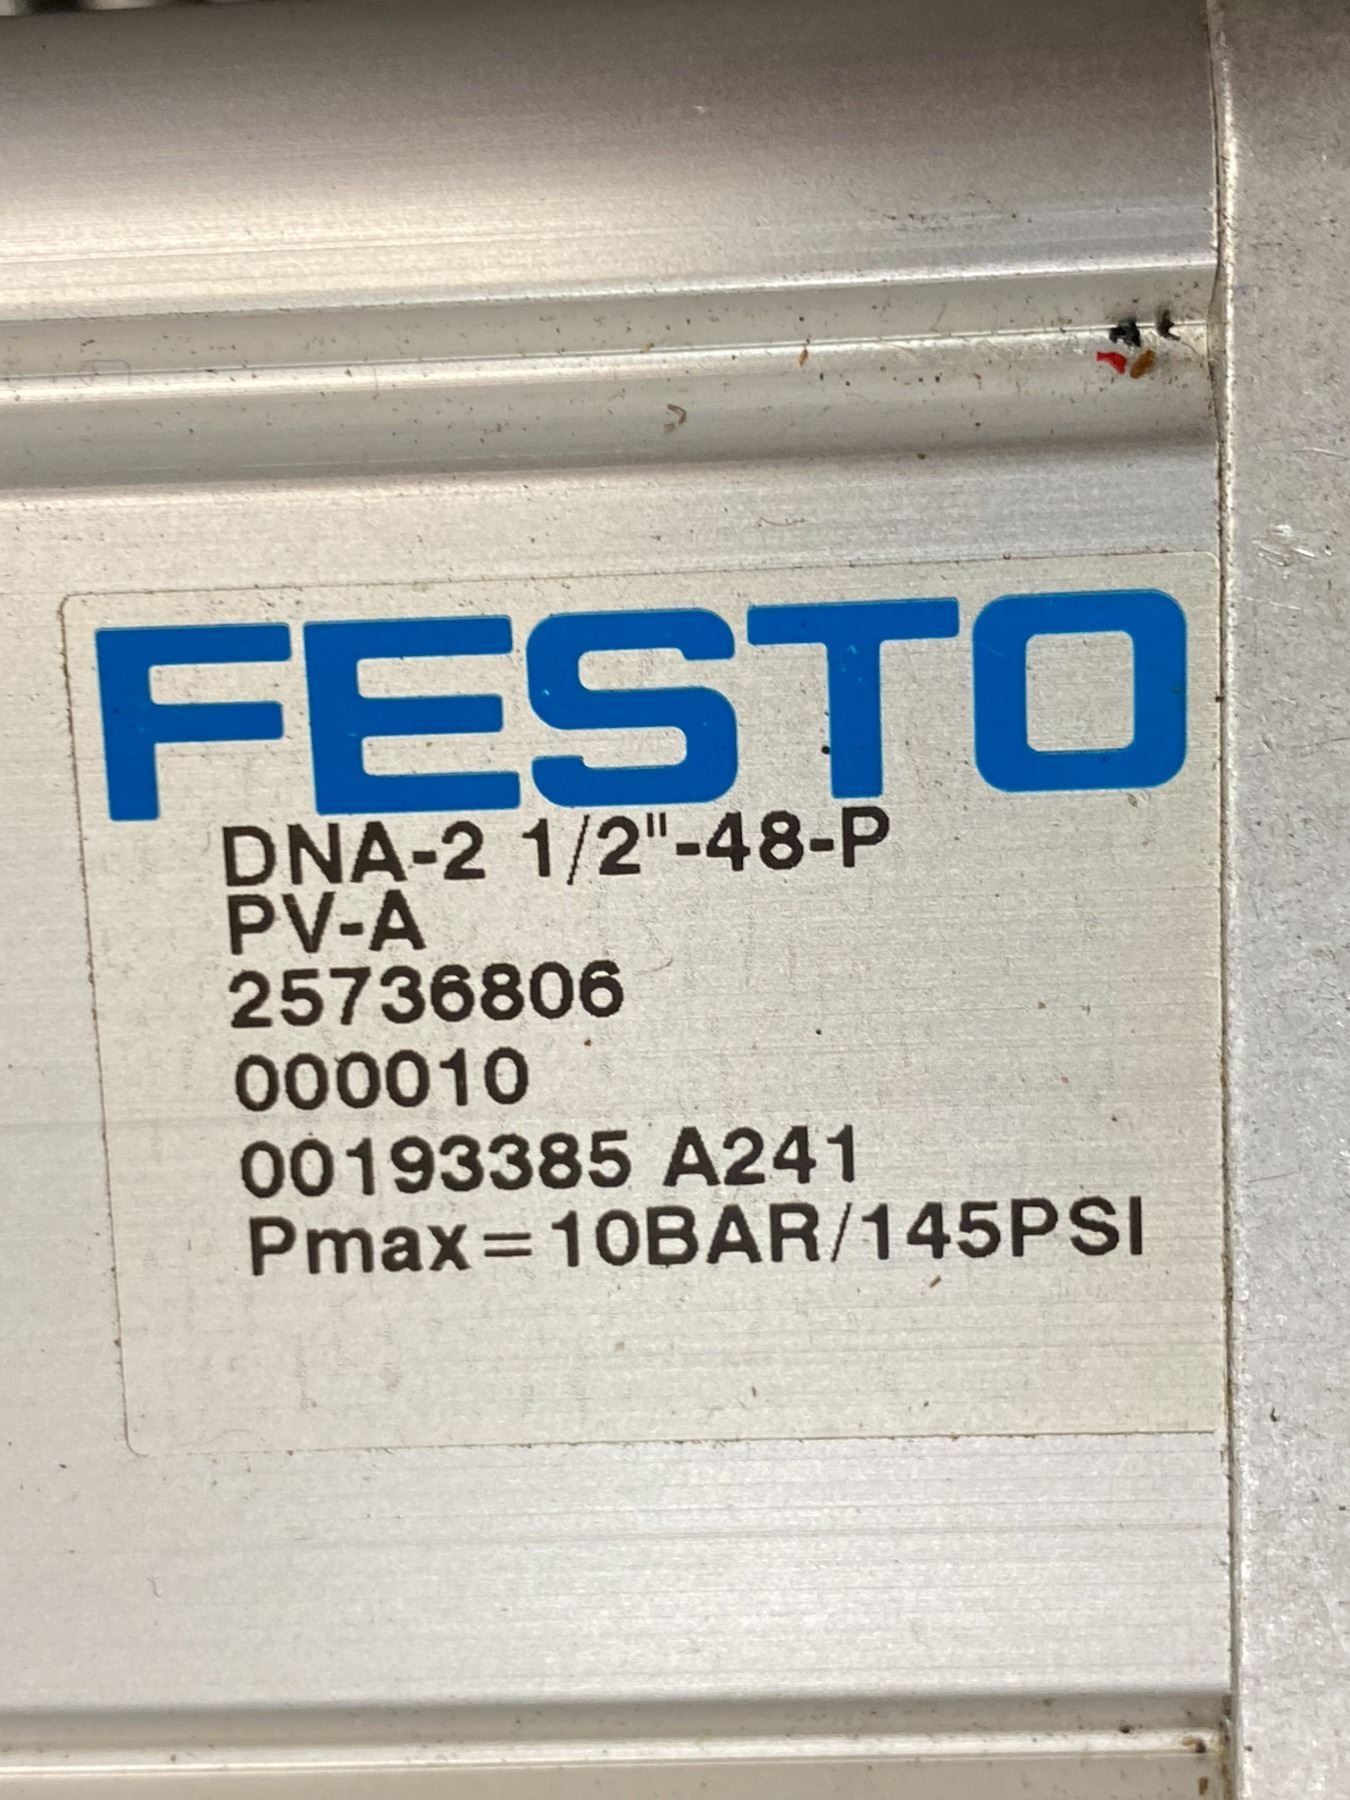 FESTO
DNA-2 1/2"-48-P
PV-A
25736806
000010
00193385 A241
Pmax=10BAR/145PSI